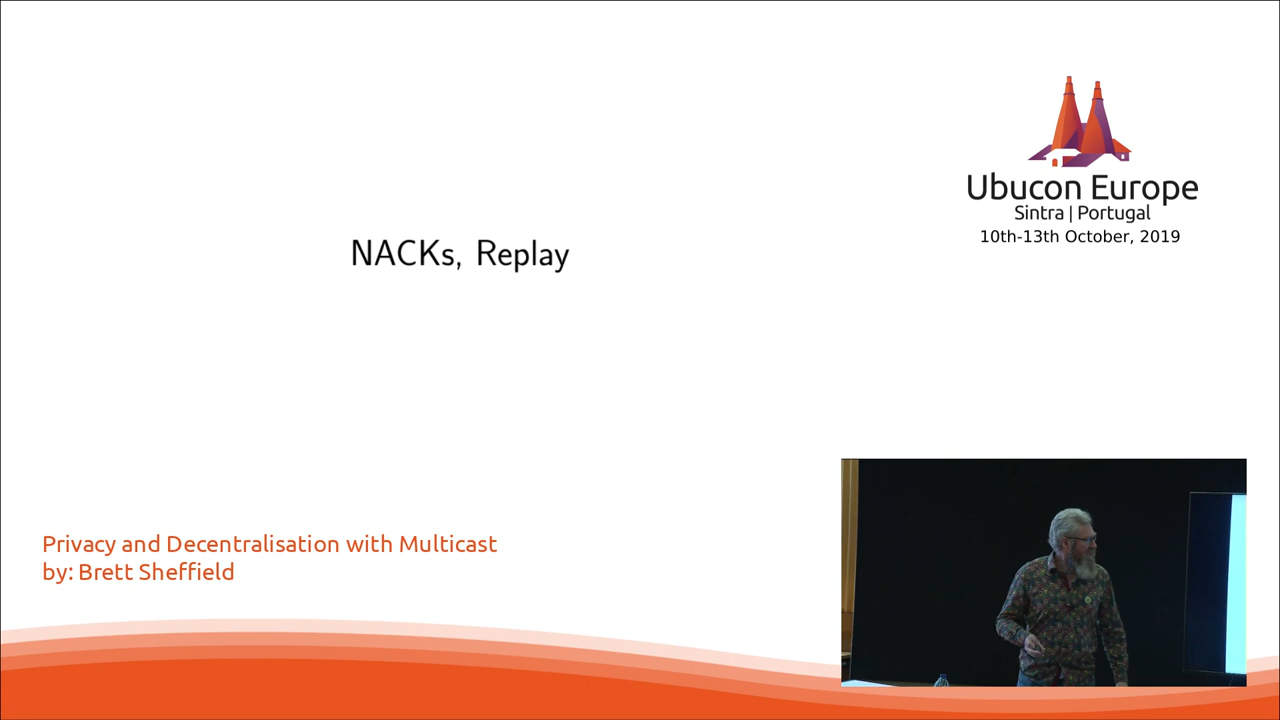 Ubucon Europe
Sintra | Portugal
10th-13th October, 2019
NACKs, Replay
Privacy and Decentralisation with Multicast
by: Brett Sheffield